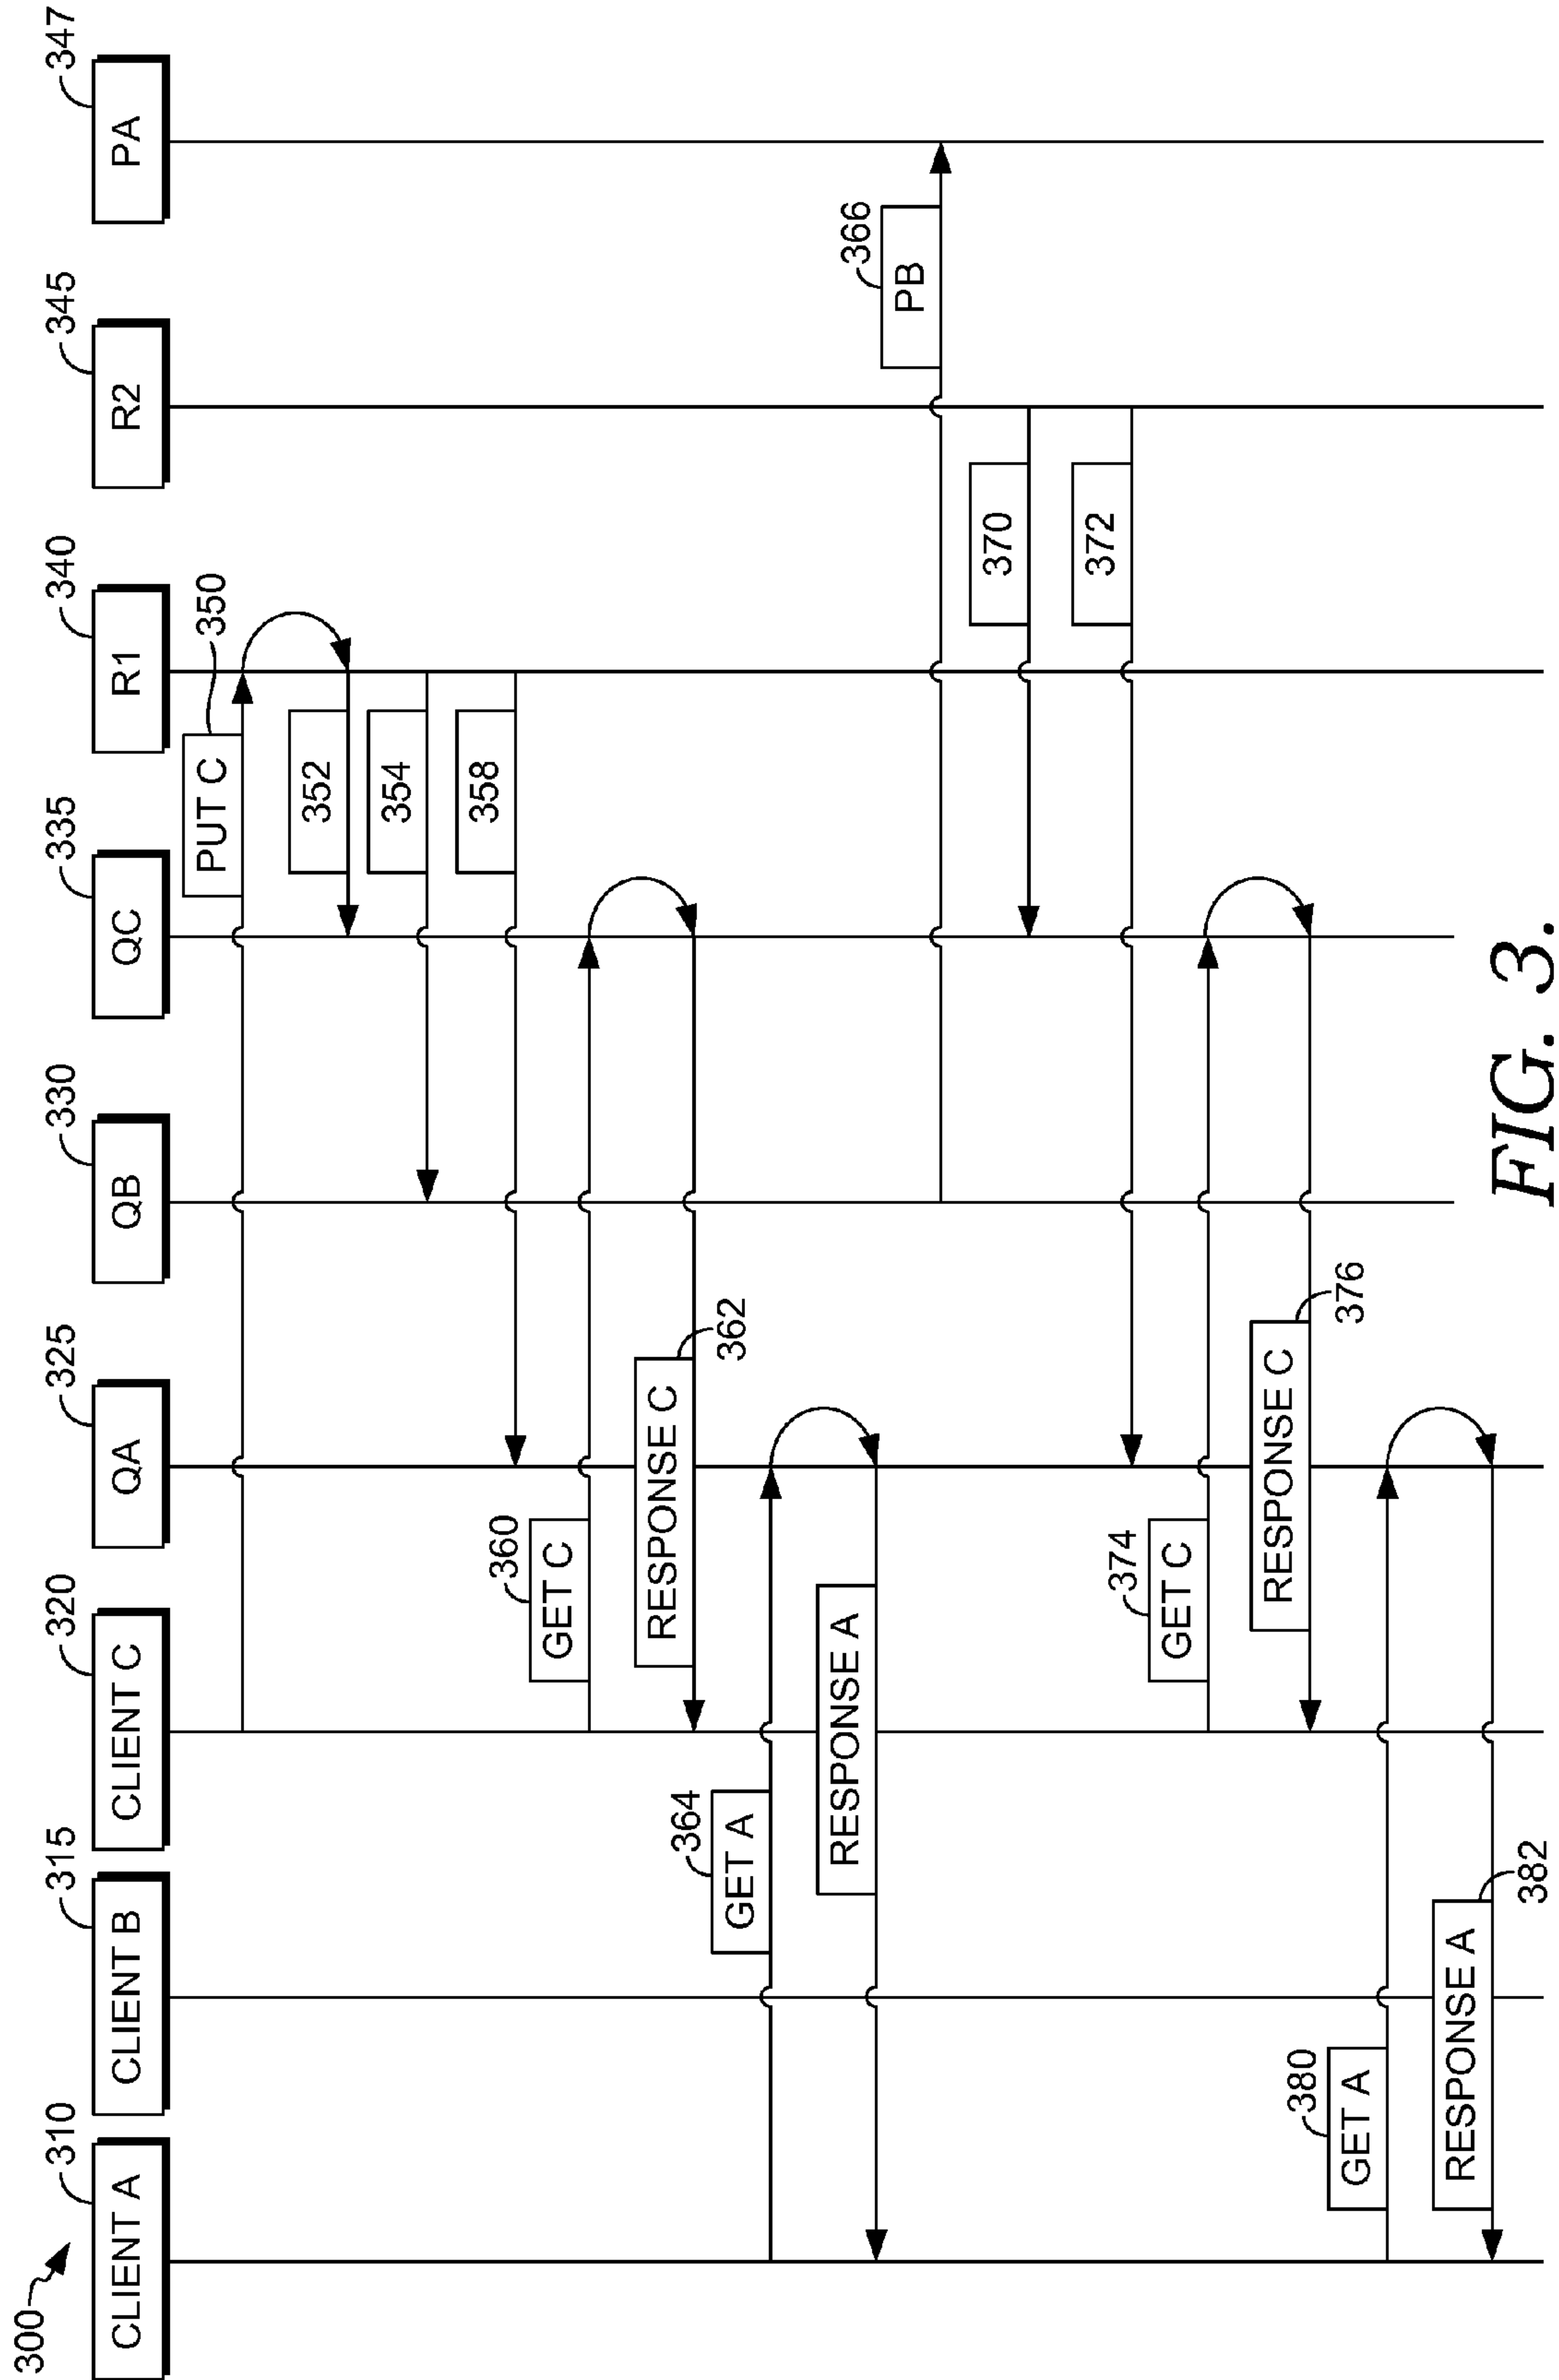 300
310
315
320
325
330
335
340
345
347
CLIENT A
CLIENT B
CLIENT C
QA
QB
QC
R1
R2
PA
PUT C
350
352
354
358
360
GET C
RESPONSE C
362
364
GET A
RESPONSE A
366
PB
370
372
374
GET C
RESPONSE C
376
380
GET A
RESPONSE A
382
FIG. 3.